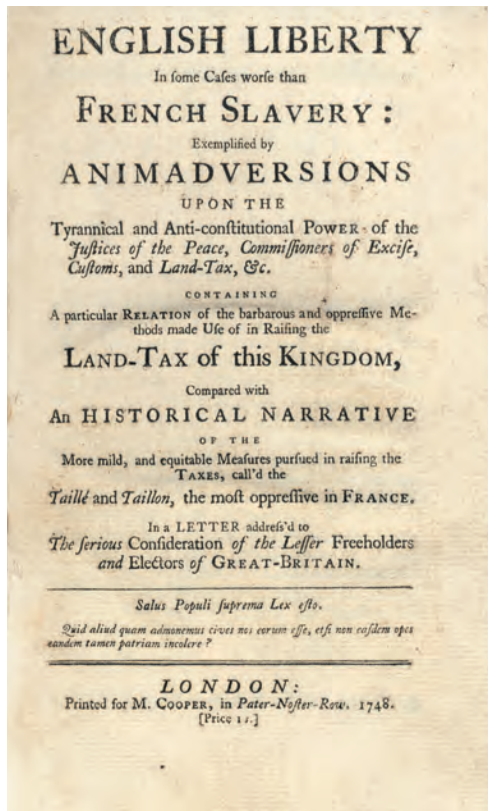 ENGLISH LIBERTY
In ſome Caſes worſe than
FRENCH SLAVERY:
Exemplified by
ANIMADVERSIONS
UPON THE
Tyrannical and Anti-conſtitutional POWER of the
Juſtices of the Peace, Commiſſioners of Exciſe,
Cuſtoms, and Land-Tax, &c.
CONTAINING
A particular RELATION of the barbarous and oppreſſive Me-
thods made Uſe of in Raiſing the
LAND-TAX of this KINGDOM,
Compared with
An HISTORICAL NARRATIVE
OF THE
More mild, and equitable Meaſures purſued in raiſing the
TAXES, call'd the
Taillé and Taillon, the moſt oppreſſive in FRANCE.
In a LETTER addreſs'd to
The ſerious Conſideration of the Leſſer Freeholders
and Electors of GREAT-BRITAIN.
Salus Populi ſuprema Lex eſto.
Quid aliud quam admonemus cives nos eorum eſſe, etſi non eaſdem opes
eandem tamen patriam incolere?
LONDON:
Printed for M. COOPER, in Pater-Noſter-Row. 1748.
[Price 1s.]